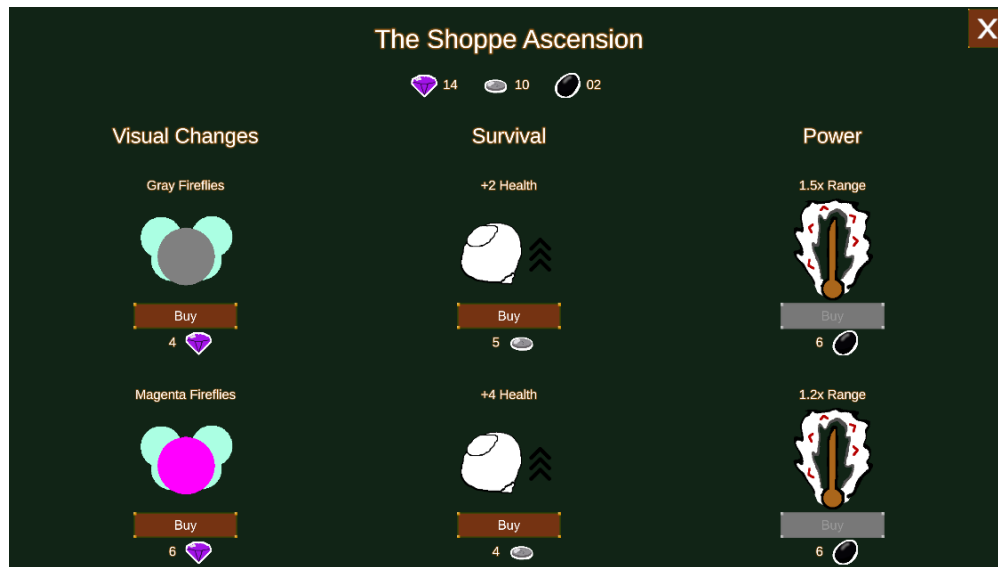 The Shoppe Ascension
X
14 10 02
Visual Changes Survival Power
Gray Fireflies +2 Health 1.5x Range
Buy Buy Buy
4 5 6
Magenta Fireflies +4 Health 1.2x Range
Buy Buy Buy
6 4 6